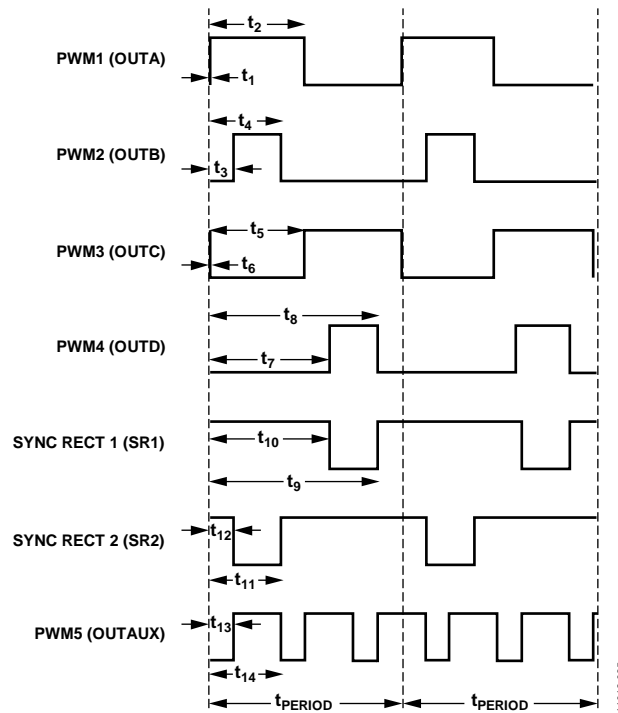 t2
PWM1 (OUTA)
t1
t4
PWM2 (OUTB)
t3
PWM3 (OUTC)
t5
t6
t8
PWM4 (OUTD)
t7
SYNC RECT 1 (SR1)
t10
t9
SYNC RECT 2 (SR2)
t12
t11
PWM5 (OUTAUX)
t13
t14
tPERIOD tPERIOD